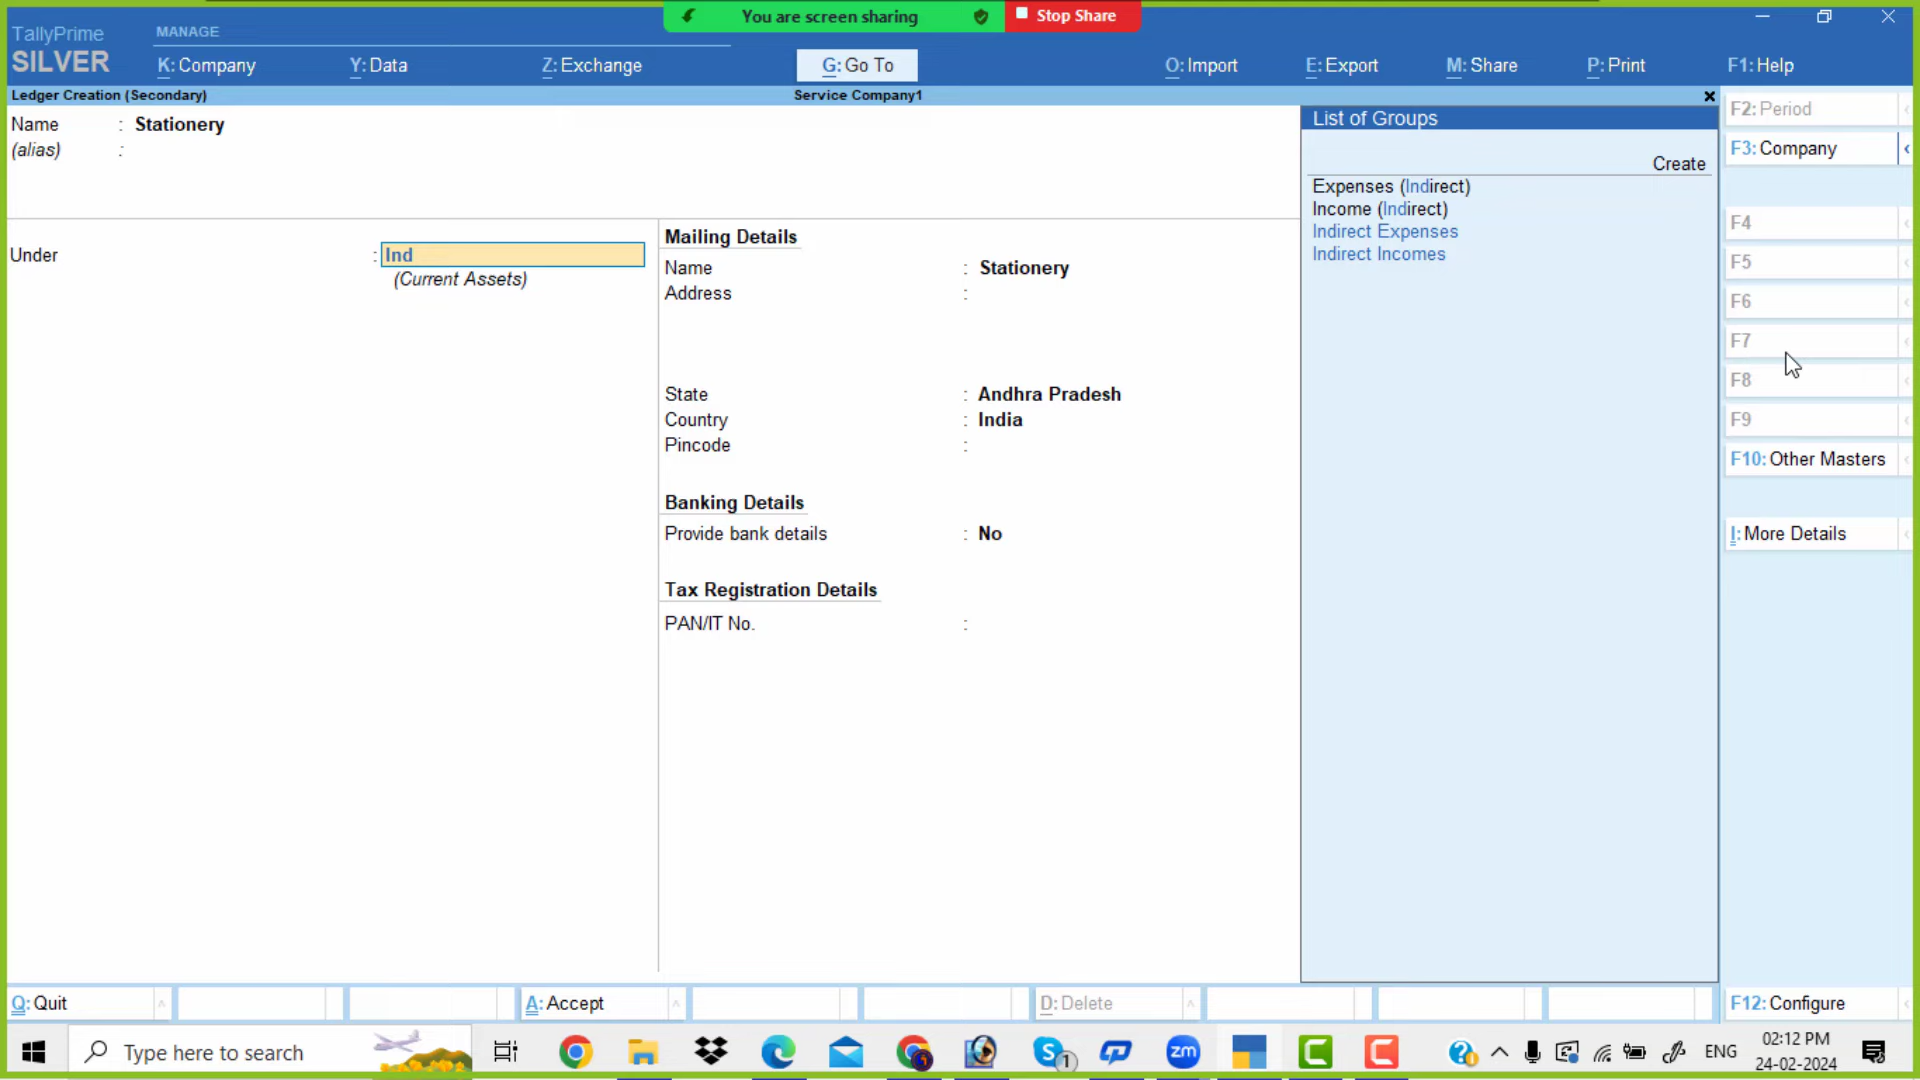 You are screen sharing
Stop Share
TallyPrime
SILVER
MANAGE
K: Company
Y: Data
Z: Exchange
G: Go To
O: Import
E: Export
M: Share
P: Print
F1: Help
Ledger Creation (Secondary)
Service Company1
Name : Stationery
(alias) :
Under : Ind
(Current Assets)
Mailing Details
Name : Stationery
Address :
State : Andhra Pradesh
Country : India
Pincode :
Banking Details
Provide bank details : No
Tax Registration Details
PAN/IT No. :
List of Groups
Create
Expenses (Indirect)
Income (Indirect)
Indirect Expenses
Indirect Incomes
F2: Period
F3: Company
F4
F5
F6
F7
F8
F9
F10: Other Masters
I: More Details
F12: Configure
Q: Quit
A: Accept
D: Delete
Type here to search
1
zm
ENG
02:12 PM
24-02-2024